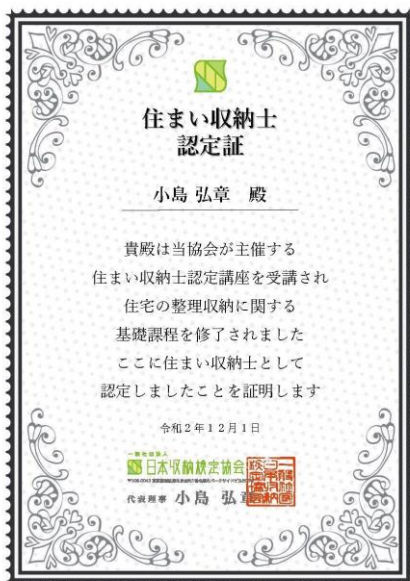 住まい収納士
認定証
小島 弘章　殿
貴殿は当協会が主催する
住まい収納士認定講座を受講され
住宅の整理収納に関する
基礎課程を修了されました
ここに住まい収納士として
認定しましたことを証明します
令和2年12月1日
一般社団法人
日本収納検定協会
代表理事 小島 弘章